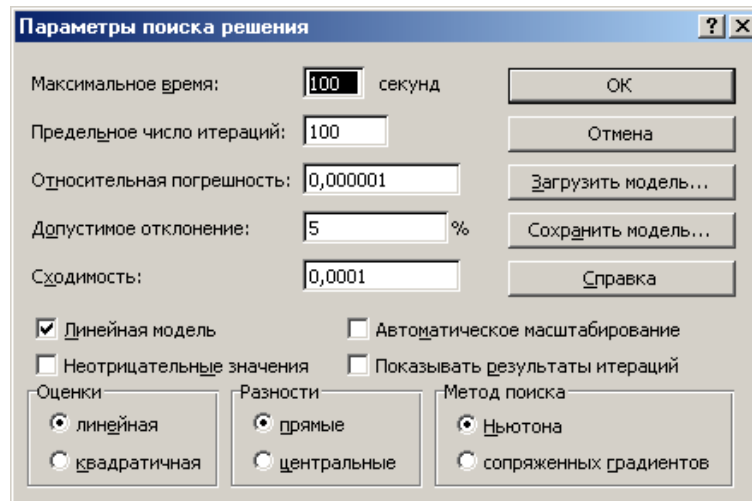 Параметры поиска решения
Максимальное время: 100 секунд
OK
Предельное число итераций: 100
Отмена
Относительная погрешность: 0,000001
Загрузить модель...
Допустимое отклонение: 5 %
Сохранить модель...
Сходимость: 0,0001
Справка
Линейная модель
Автоматическое масштабирование
Неотрицательные значения
Показывать результаты итераций
Оценки
линейная
квадратичная
Разности
прямые
центральные
Метод поиска
Ньютона
сопряженных градиентов